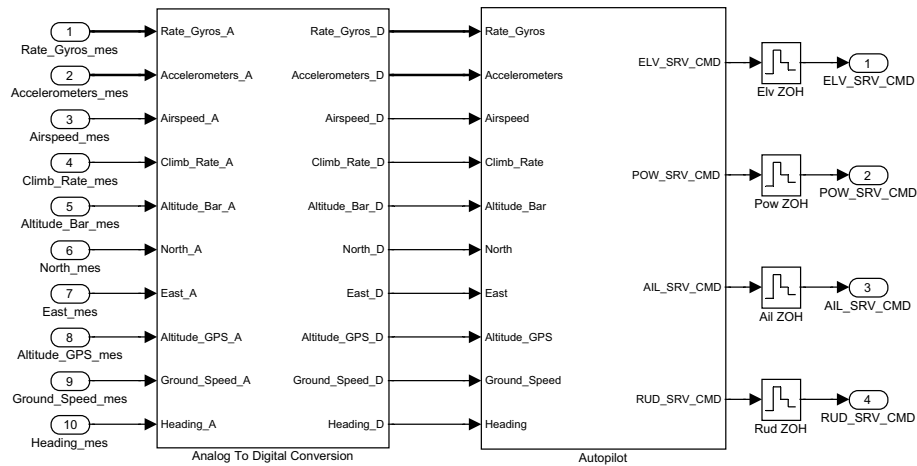 1 Rate_Gyros_A Rate_Gyros_D Rate_Gyros
Rate_Gyros_mes
ELV_SRV_CMD 1
2 Accelerometers_A Accelerometers_D Accelerometers
Accelerometers_mes Elv ZOH ELV_SRV_CMD
3 Airspeed_A Airspeed_D Airspeed
Airspeed_mes
4 Climb_Rate_A Climb_Rate_D Climb_Rate
Climb_Rate_mes POW_SRV_CMD 2
Pow ZOH POW_SRV_CMD
5 Altitude_Bar_A Altitude_Bar_D Altitude_Bar
Altitude_Bar_mes
6 North_A North_D North
North_mes
7 East_A East_D East
AIL_SRV_CMD 3
East_mes Ail ZOH AIL_SRV_CMD
8 Altitude_GPS_A Altitude_GPS_D Altitude_GPS
Altitude_GPS_mes
9 Ground_Speed_A Ground_Speed_D Ground_Speed
Ground_Speed_mes RUD_SRV_CMD 4
Rud ZOH RUD_SRV_CMD
10 Heading_A Heading_D Heading
Heading_mes
Analog To Digital Conversion Autopilot